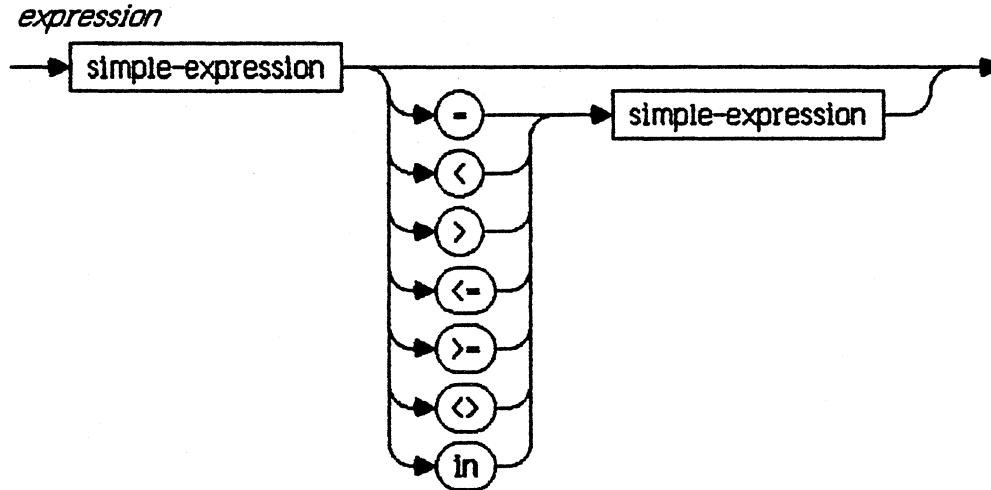 expression
simple-expression
= simple-expression
<
>
<=
>=
<>
in